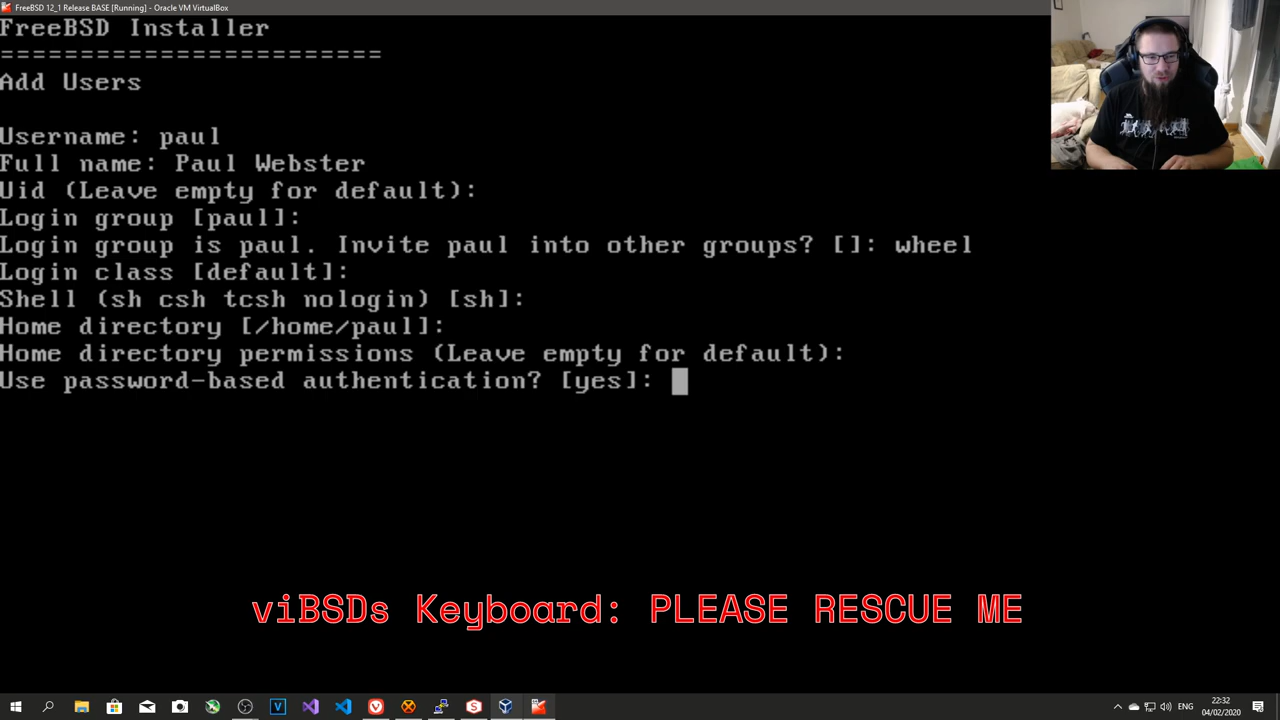 FreeBSD 12_1 Release BASE [Running] - Oracle VM VirtualBox
FreeBSD Installer
========================
Add Users
Username: paul
Full name: Paul Webster
Uid (Leave empty for default):
Login group [paul]:
Login group is paul. Invite paul into other groups? []: wheel
Login class [default]:
Shell (sh csh tcsh nologin) [sh]:
Home directory [/home/paul]:
Home directory permissions (Leave empty for default):
Use password-based authentication? [yes]:
viBSDs Keyboard: PLEASE RESCUE ME
ENG
22:32
04/02/2020